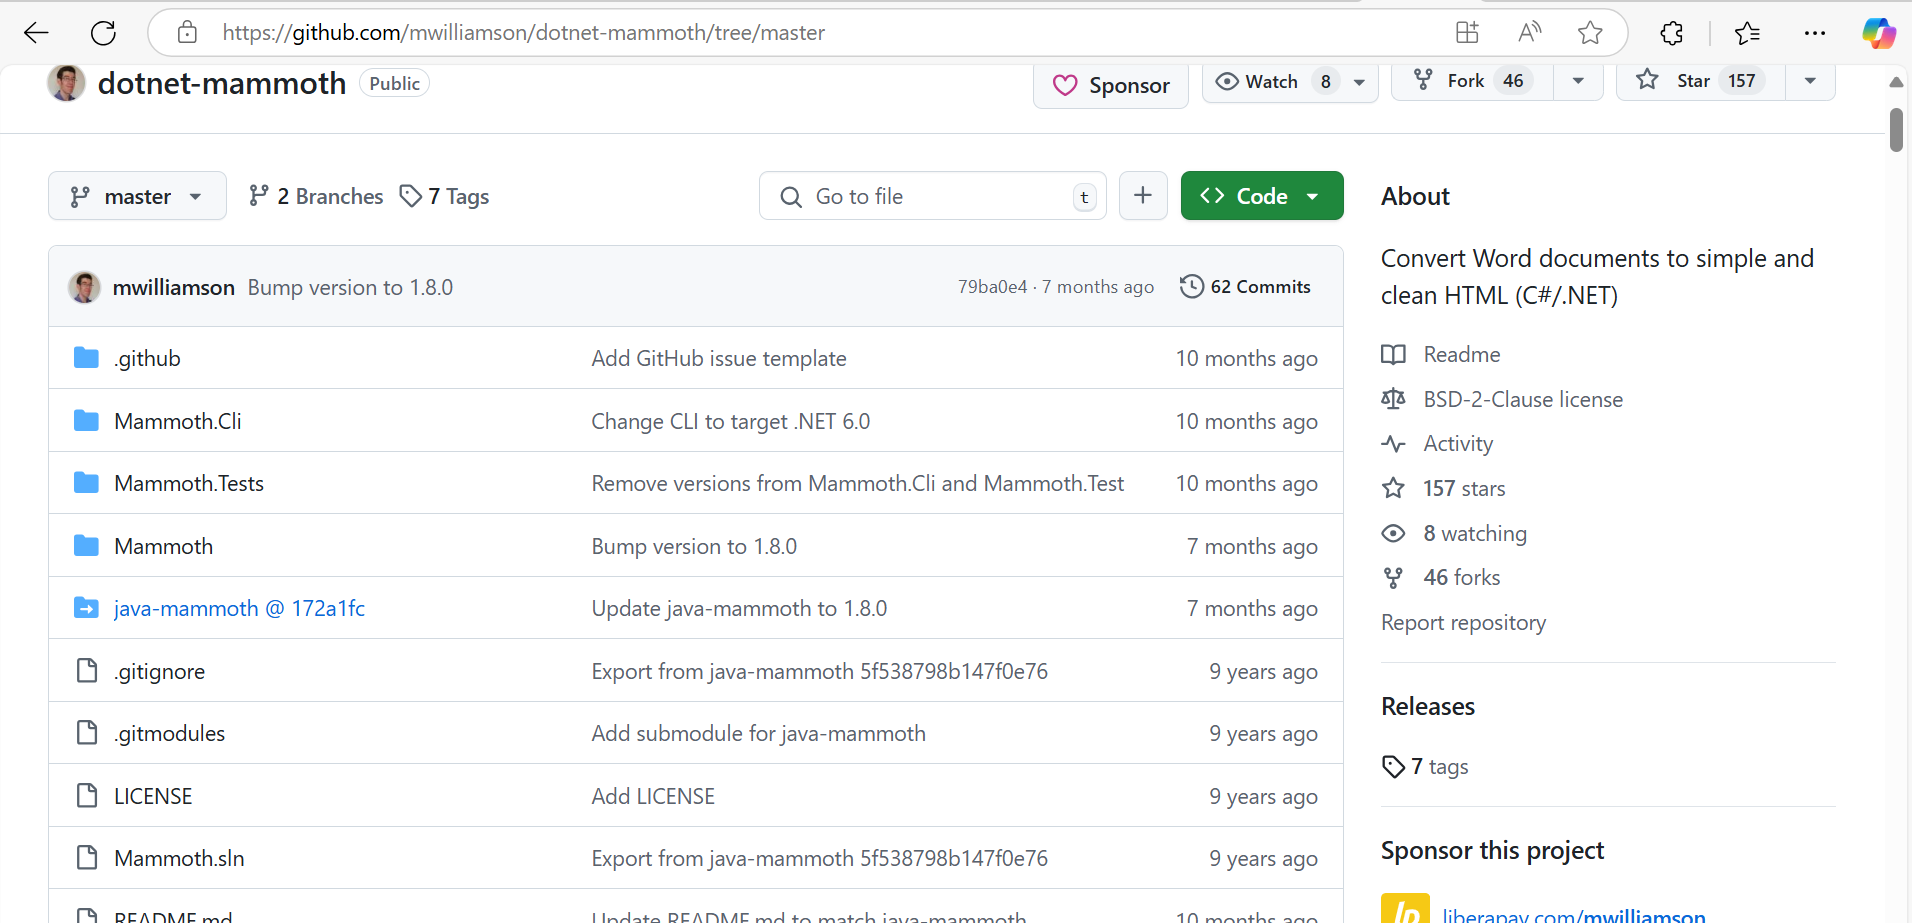 https://github.com/mwilliamson/dotnet-mammoth/tree/master
dotnet-mammoth Public
Sponsor Watch 8 Fork 46 Star 157
master 2 Branches 7 Tags Go to file t Code
mwilliamson Bump version to 1.8.0 79ba0e4 · 7 months ago 62 Commits
.github Add GitHub issue template 10 months ago
Mammoth.Cli Change CLI to target .NET 6.0 10 months ago
Mammoth.Tests Remove versions from Mammoth.Cli and Mammoth.Test 10 months ago
Mammoth Bump version to 1.8.0 7 months ago
java-mammoth @ 172a1fc Update java-mammoth to 1.8.0 7 months ago
.gitignore Export from java-mammoth 5f538798b147f0e76 9 years ago
.gitmodules Add submodule for java-mammoth 9 years ago
LICENSE Add LICENSE 9 years ago
Mammoth.sln Export from java-mammoth 5f538798b147f0e76 9 years ago
README.md Update README.md to match java-mammoth 10 months ago
About
Convert Word documents to simple and
clean HTML (C#/.NET)
Readme
BSD-2-Clause license
Activity
157 stars
8 watching
46 forks
Report repository
Releases
7 tags
Sponsor this project
lp liberapay.com/mwilliamson